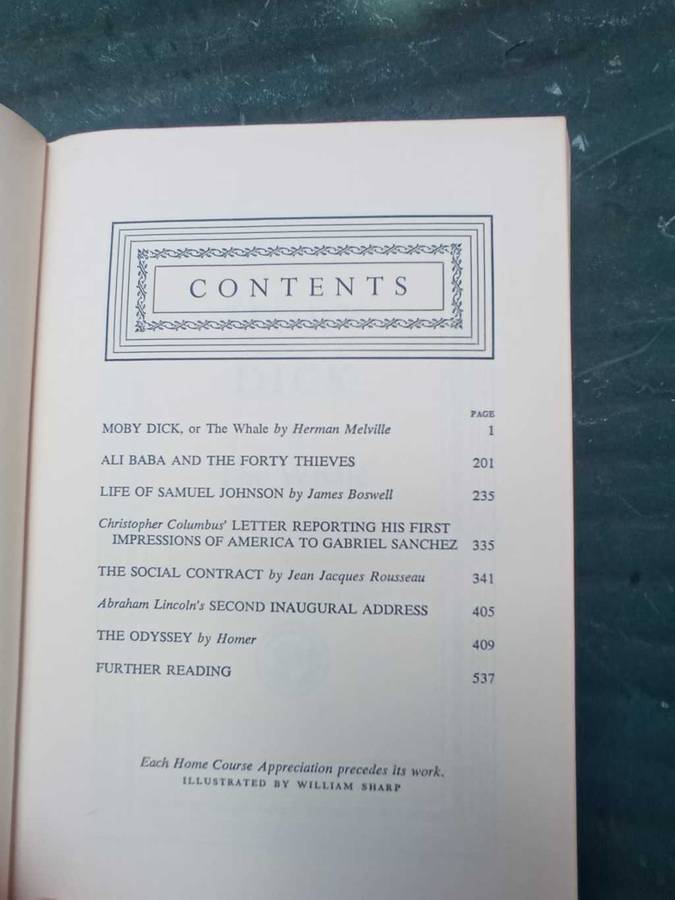 CONTENTS
PAGE
MOBY DICK, or The Whale by Herman Melville 1
ALI BABA AND THE FORTY THIEVES 201
LIFE OF SAMUEL JOHNSON by James Boswell 235
Christopher Columbus' LETTER REPORTING HIS FIRST
IMPRESSIONS OF AMERICA TO GABRIEL SANCHEZ 335
THE SOCIAL CONTRACT by Jean Jacques Rousseau 341
Abraham Lincoln's SECOND INAUGURAL ADDRESS 405
THE ODYSSEY by Homer 409
FURTHER READING 537
Each Home Course Appreciation precedes its work.
ILLUSTRATED BY WILLIAM SHARP